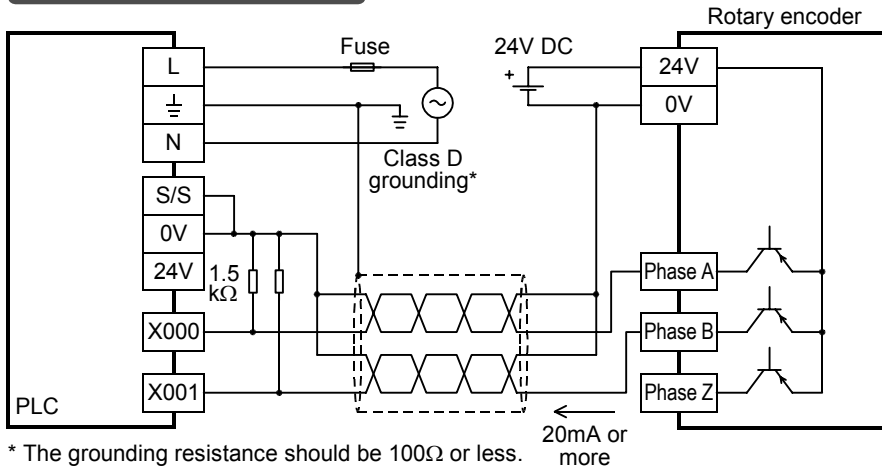 Rotary encoder
Fuse
24V DC
+
L
N
S/S
0V
24V
X000
X001
PLC
1.5
kΩ
Class D
grounding*
24V
0V
Phase A
Phase B
Phase Z
20mA or
more
* The grounding resistance should be 100Ω or less.